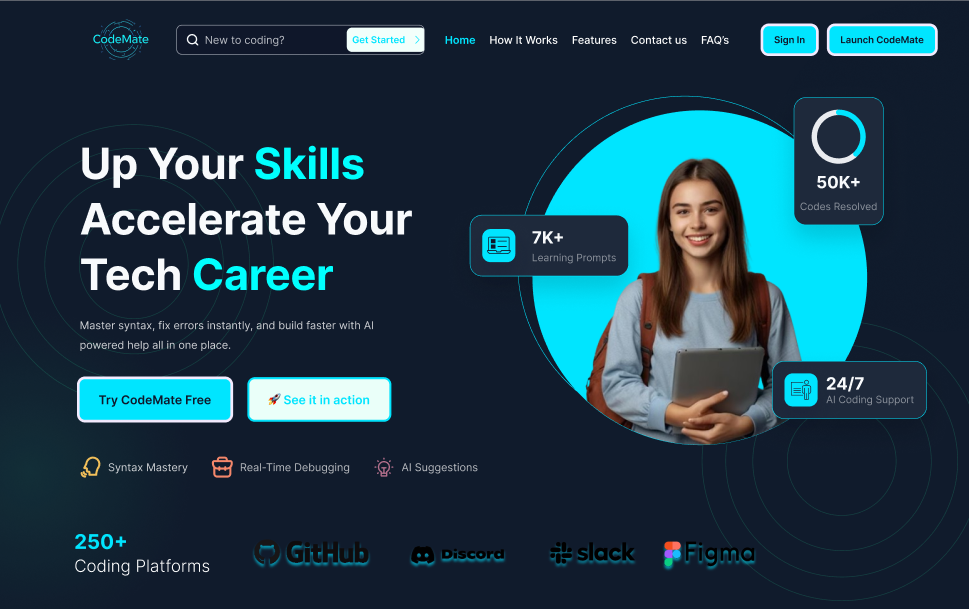 CodeMate
New to coding?
Get Started
Home
How It Works
Features
Contact us
FAQ's
Sign In
Launch CodeMate
Up Your Skills
Accelerate Your
Tech Career
Master syntax, fix errors instantly, and build faster with AI
powered help all in one place.
Try CodeMate Free
🚀 See it in action
Syntax Mastery
Real-Time Debugging
AI Suggestions
50K+
Codes Resolved
7K+
Learning Prompts
24/7
AI Coding Support
250+
Coding Platforms
GitHub
Discord
slack
Figma